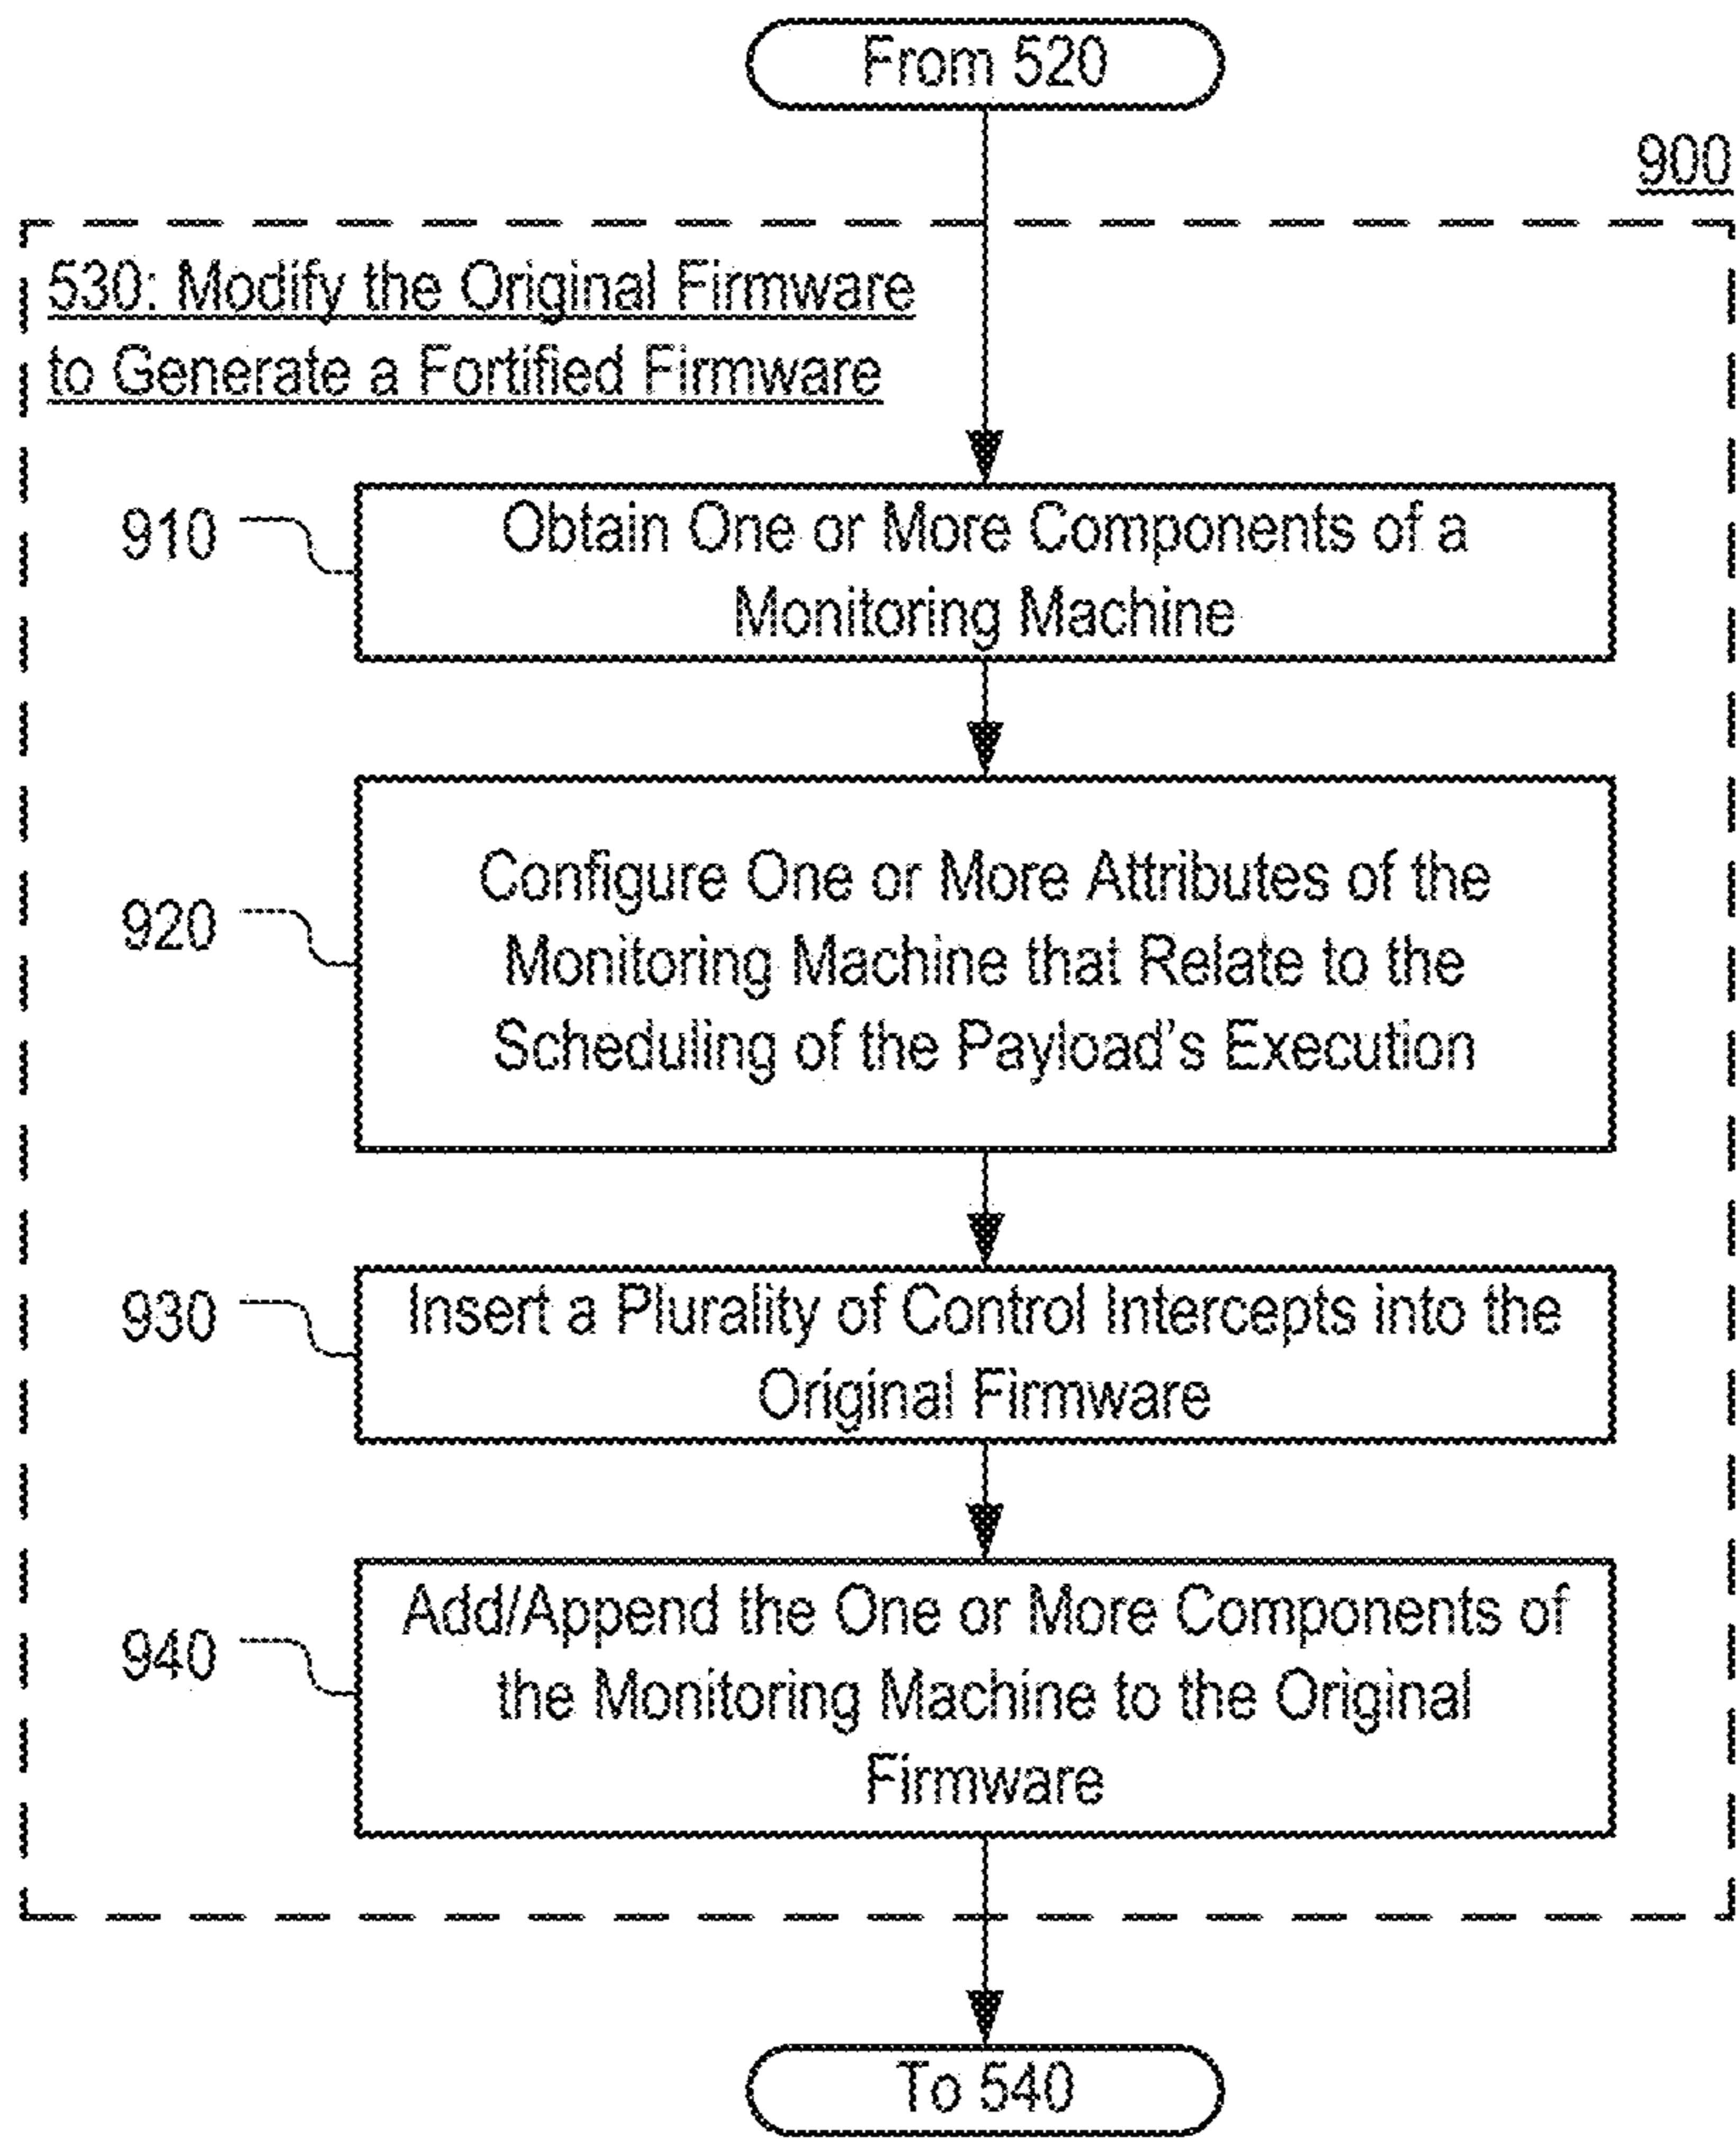 From 520
900
530: Modify the Original Firmware
to Generate a Fortified Firmware
910
Obtain One or More Components of a
Monitoring Machine
920
Configure One or More Attributes of the
Monitoring Machine that Relate to the
Scheduling of the Payload's Execution
930
Insert a Plurality of Control Intercepts into the
Original Firmware
940
Add/Append the One or More Components of
the Monitoring Machine to the Original
Firmware
To 540